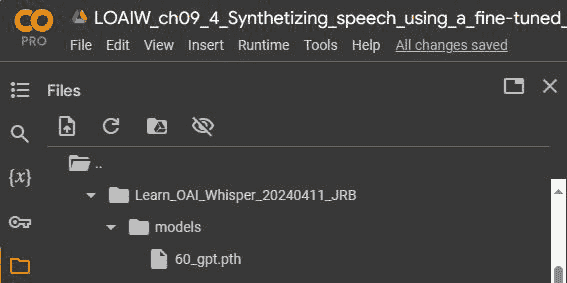 CO
PRO
LOAIW_ch09_4_Synthetizing_speech_using_a_fine-tuned_
File Edit View Insert Runtime Tools Help All changes saved
Files
{x}
..
Learn_OAI_Whisper_20240411_JRB
models
60_gpt.pth